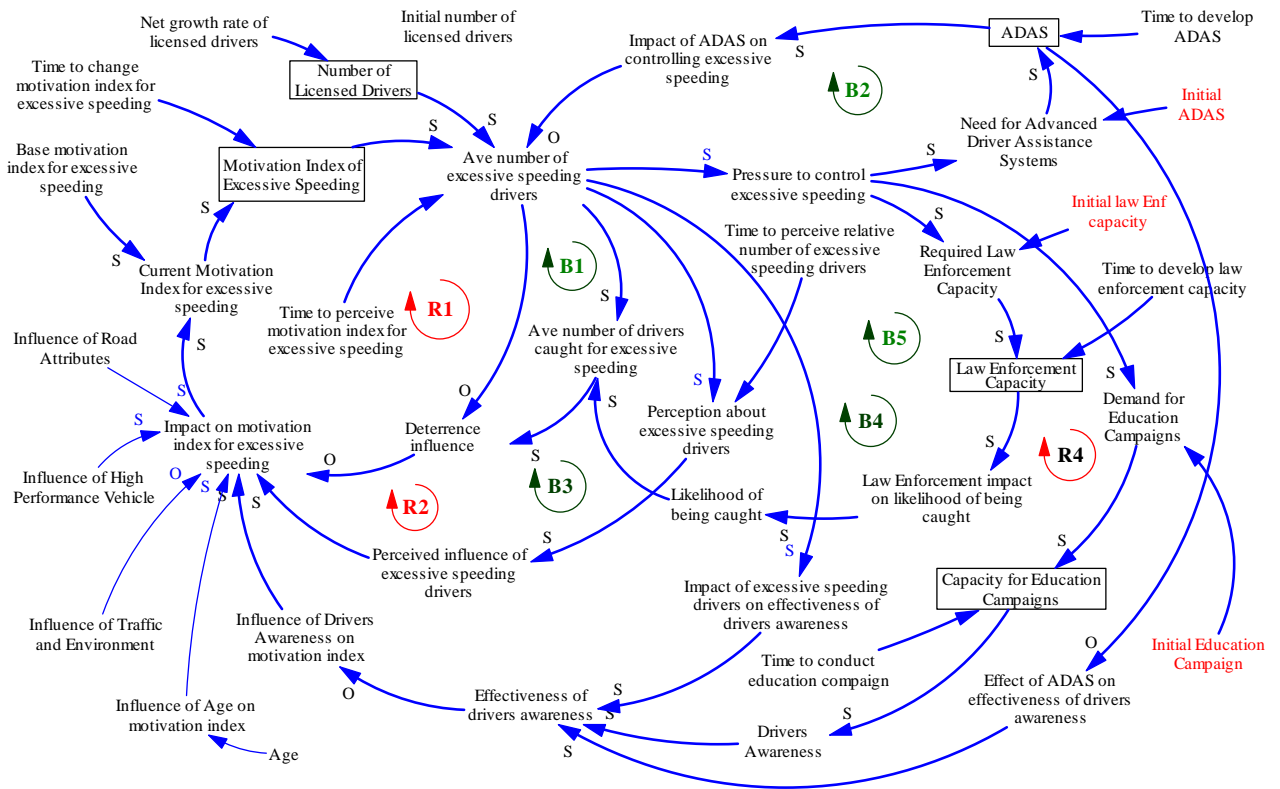 Net growth rate of
licensed drivers
Initial number of
licensed drivers
Impact of ADAS on
controlling excessive
speeding
S
ADAS
Time to develop
ADAS
Time to change
motivation index for
excessive speeding
Number of
Licensed Drivers
B2
S
Initial
ADAS
S
S
O
Need for Advanced
Driver Assistance
Systems
Base motivation
index for excessive
speeding
Motivation Index of
Excessive Speeding
Ave number of
excessive speeding
drivers
S
S
Pressure to control
excessive speeding
S
S
Initial law Enf
capacity
Time to perceive relative
number of excessive
speeding drivers
Required Law
Enforcement
Capacity
S
Current Motivation
Index for excessive
speeding
B1
Time to develop law
enforcement capacity
S
R1
Time to perceive
motivation index for
excessive speeding
Ave number of drivers
caught for excessive
speeding
B5
S
Influence of Road
Attributes
S
S
O
S
S
Law Enforcement
Capacity
S
Demand for
Education
Campaigns
Perception about
excessive speeding
drivers
B4
S
Impact on motivation
index for excessive
speeding
Deterrence
influence
O
S
S
R4
Influence of High
Performance Vehicle
O
S
S
S
R2
B3
Likelihood of
being caught
Law Enforcement impact
on likelihood of being
caught
S
S
S
S
Perceived influence of
excessive speeding
drivers
Impact of excessive speeding
drivers on effectiveness of
drivers awareness
Capacity for Education
Campaigns
Influence of Traffic
and Environment
Influence of Drivers
Awareness on
motivation index
Time to conduct
education compaign
O
Initial Education
Campaign
Effect of ADAS on
effectiveness of drivers
awareness
O
Effectiveness of
drivers awareness
S
S
S
Influence of Age on
motivation index
Drivers
Awareness
S
Age